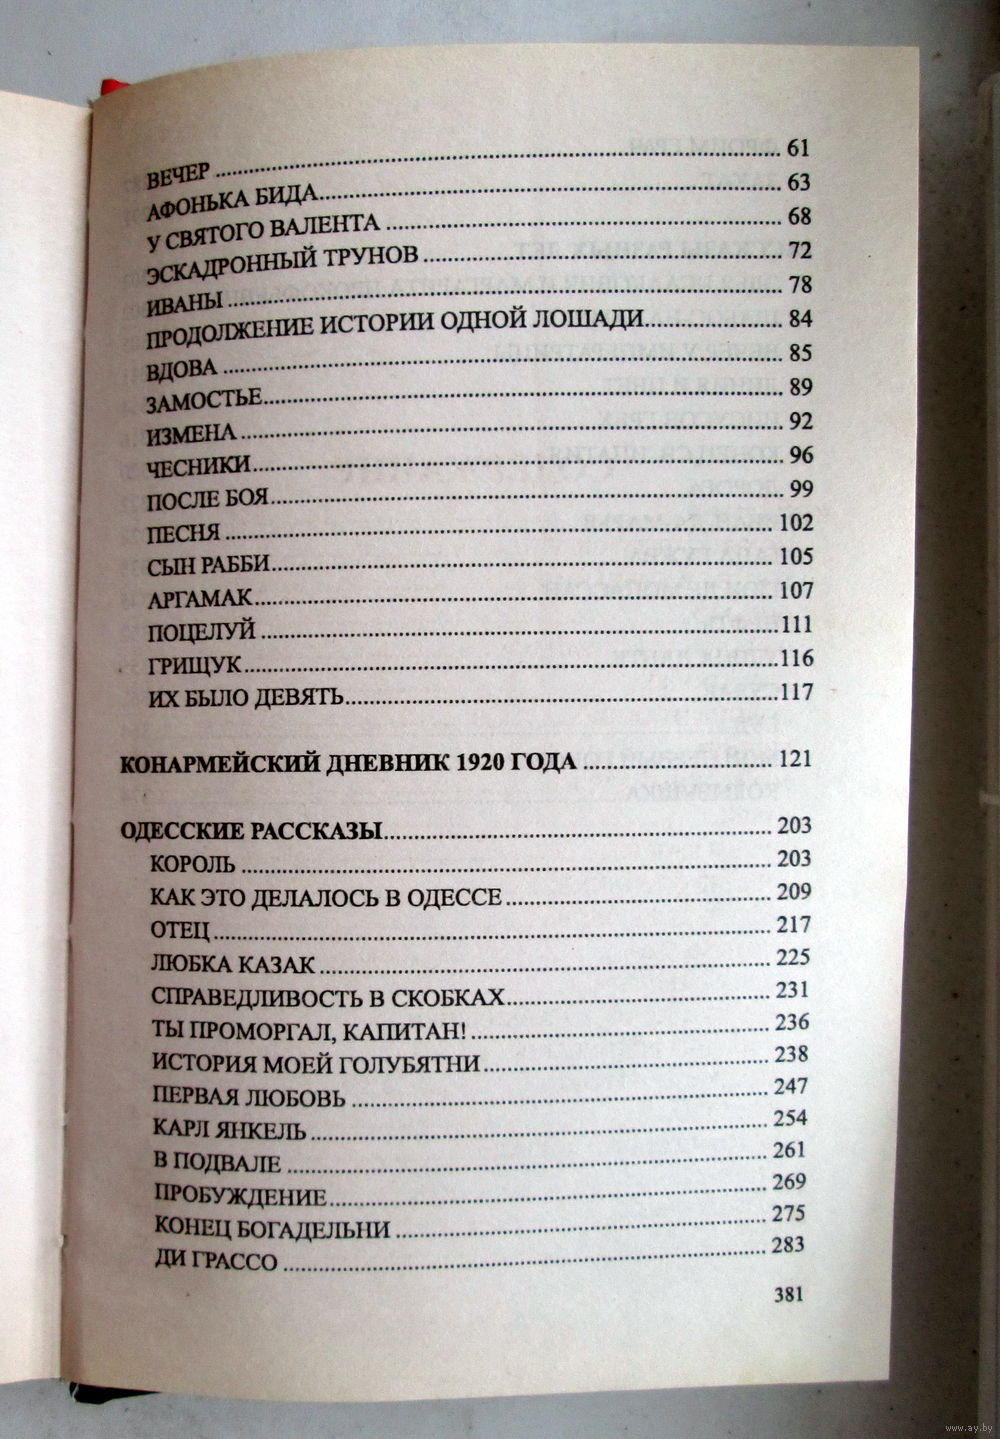 ВЕЧЕР ........ 61
АФОНЬКА БИДА ........ 63
У СВЯТОГО ВАЛЕНТА ........ 68
ЭСКАДРОННЫЙ ТРУНОВ ........ 72
ИВАНЫ ........ 78
ПРОДОЛЖЕНИЕ ИСТОРИИ ОДНОЙ ЛОШАДИ ........ 84
ВДОВА ........ 85
ЗАМОСТЬЕ ........ 89
ИЗМЕНА ........ 92
ЧЕСНИКИ ........ 96
ПОСЛЕ БОЯ ........ 99
ПЕСНЯ ........ 102
СЫН РАББИ ........ 105
АРГАМАК ........ 107
ПОЦЕЛУЙ ........ 111
ГРИЩУК ........ 116
ИХ БЫЛО ДЕВЯТЬ ........ 117
КОНАРМЕЙСКИЙ ДНЕВНИК 1920 ГОДА ........ 121
ОДЕССКИЕ РАССКАЗЫ ........ 203
КОРОЛЬ ........ 203
КАК ЭТО ДЕЛАЛОСЬ В ОДЕССЕ ........ 209
ОТЕЦ ........ 217
ЛЮБКА КАЗАК ........ 225
СПРАВЕДЛИВОСТЬ В СКОБКАХ ........ 231
ТЫ ПРОМОРГАЛ, КАПИТАН! ........ 236
ИСТОРИЯ МОЕЙ ГОЛУБЯТНИ ........ 238
ПЕРВАЯ ЛЮБОВЬ ........ 247
КАРЛ ЯНКЕЛЬ ........ 254
В ПОДВАЛЕ ........ 261
ПРОБУЖДЕНИЕ ........ 269
КОНЕЦ БОГАДЕЛЬНИ ........ 275
ДИ ГРАССО ........ 283
381
www.ay.by